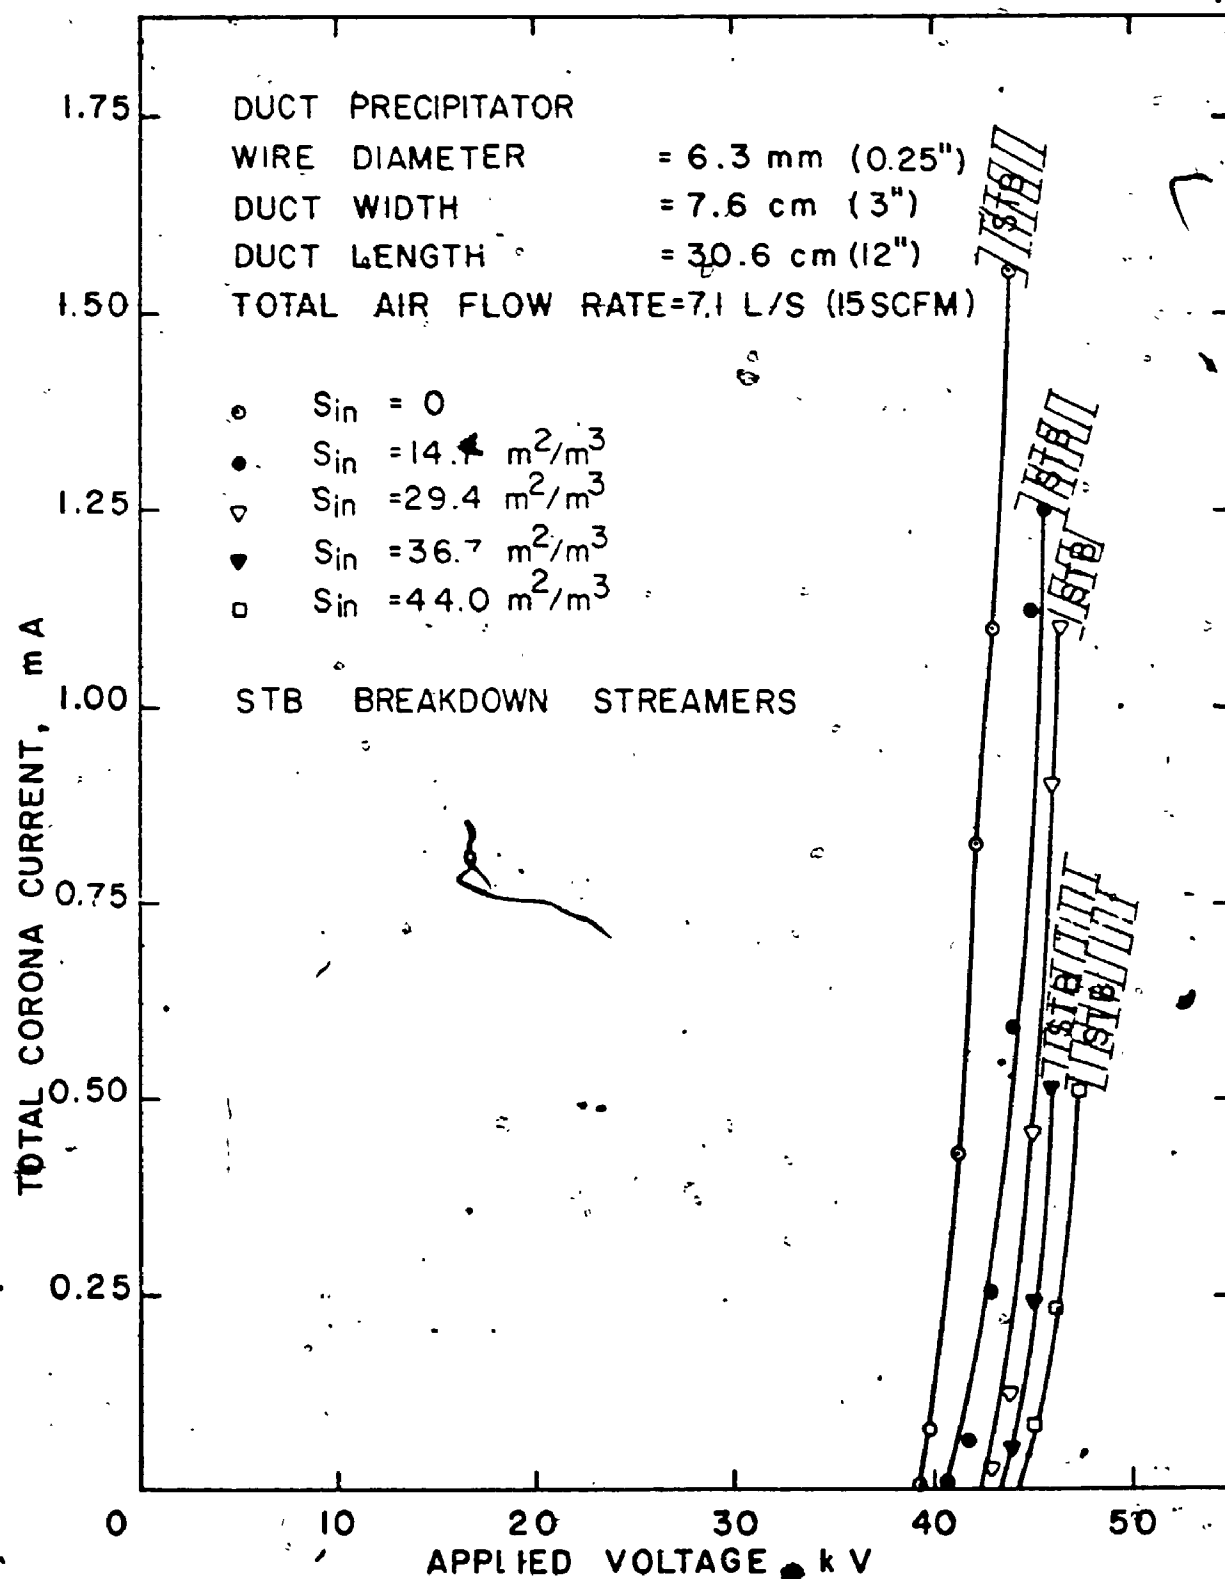 DUCT PRECIPITATOR
WIRE DIAMETER = 6.3 mm (0.25")
DUCT WIDTH = 7.6 cm (3")
DUCT LENGTH = 30.6 cm (12")
TOTAL AIR FLOW RATE=7.1 L/S (15SCFM)
Sin = 0
Sin =14. m²/m³
Sin =29.4 m²/m³
Sin =36.7 m²/m³
Sin =44.0 m²/m³
STB BREAKDOWN STREAMERS
STB
STB
STB
STB
STB
TOTAL CORONA CURRENT, mA
1.75
1.50
1.25
1.00
0.75
0.50
0.25
0 10 20 30 40 50
APPLIED VOLTAGE kV